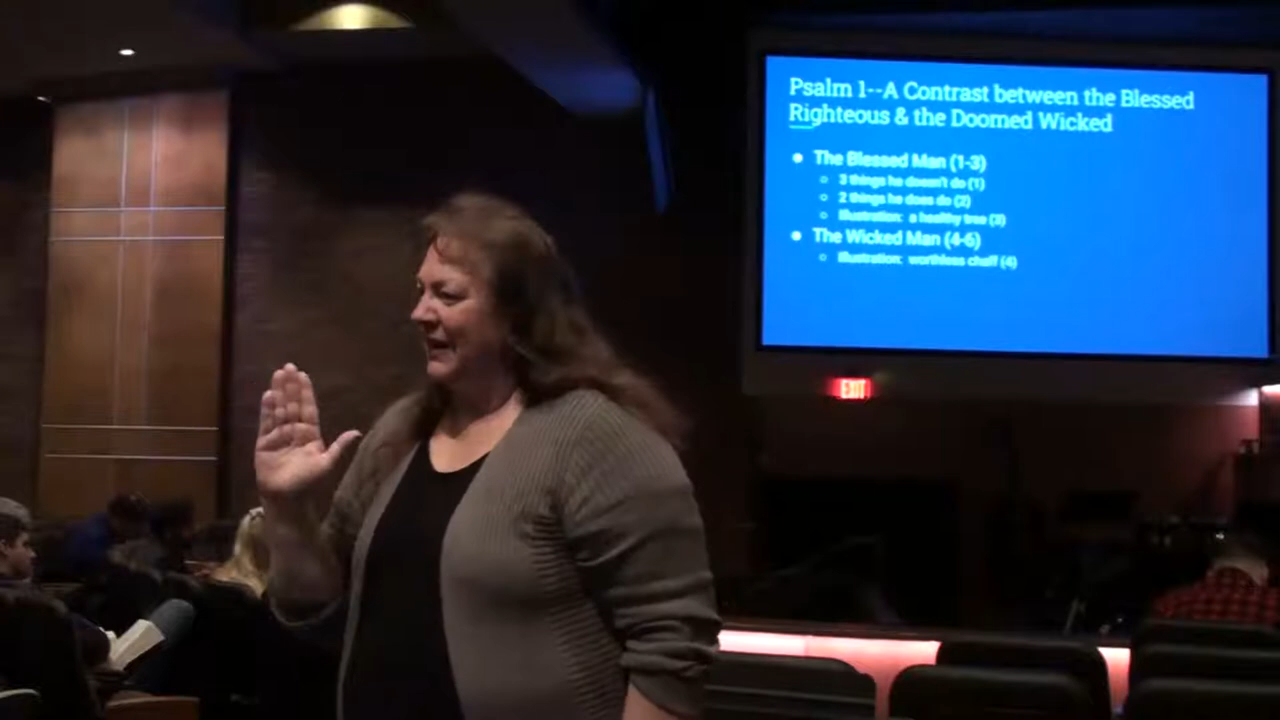 Psalm 1--A Contrast between the Blessed
Righteous & the Doomed Wicked
The Blessed Man (1-3)
3 things he doesn't do (1)
2 things he does do (2)
Illustration: a healthy tree (3)
The Wicked Man (4-6)
Illustration: worthless chaff (4)
EXIT